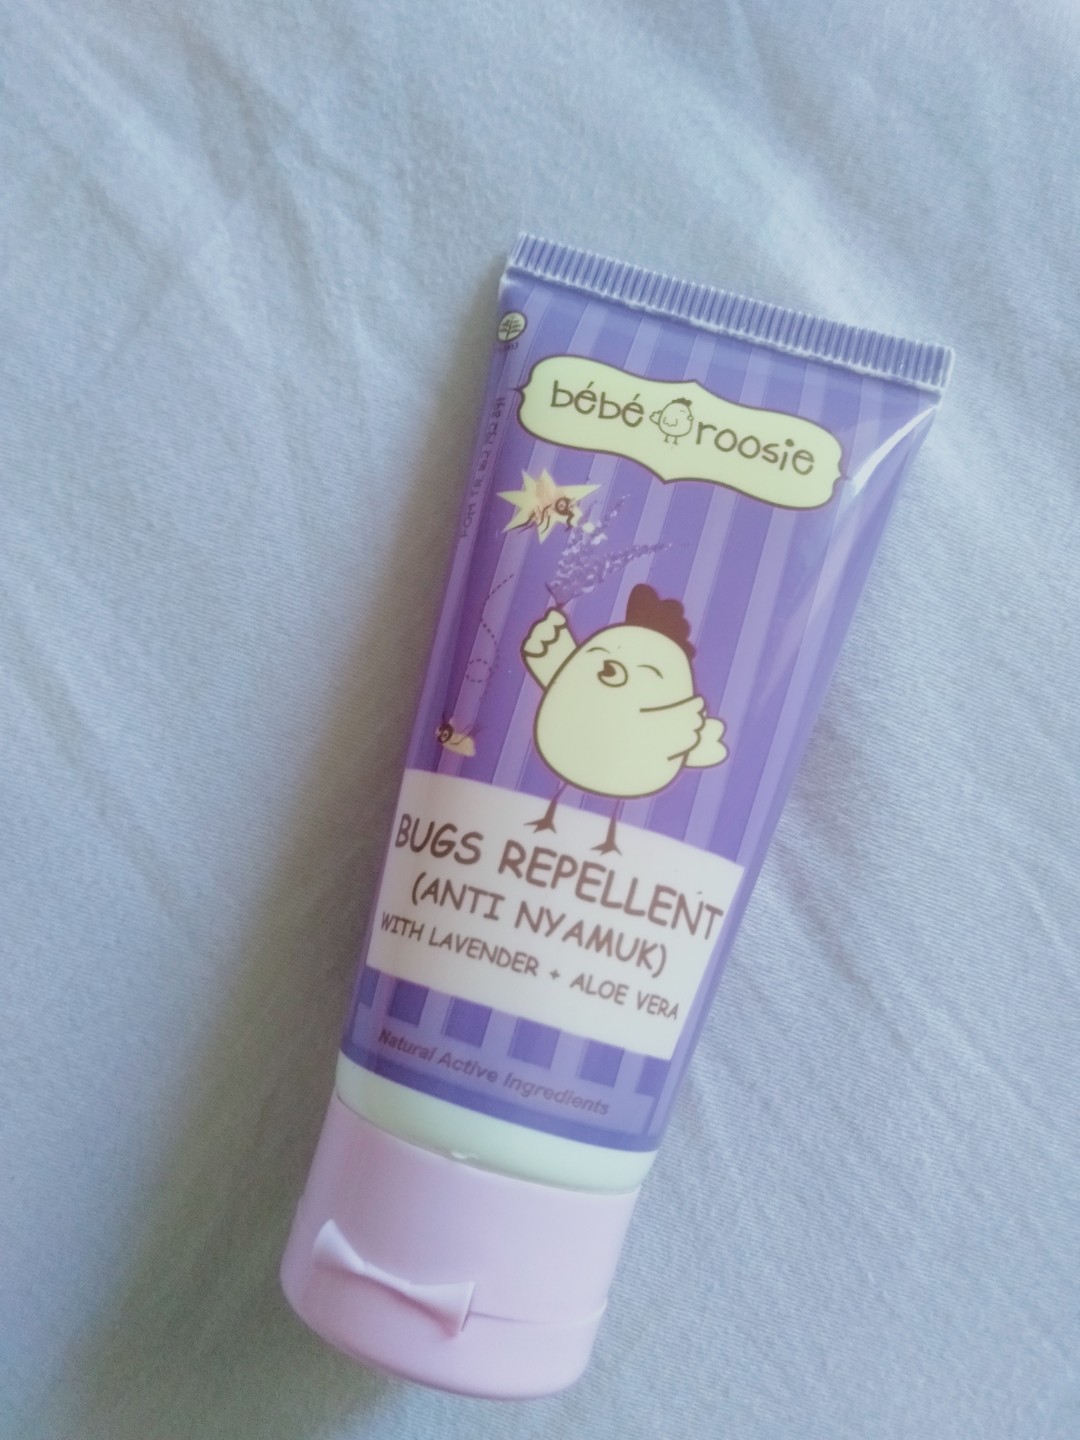 bébé roosie
BUGS REPELLENT
(ANTI NYAMUK)
WITH LAVENDER + ALOE VERA
Natural Active Ingredients